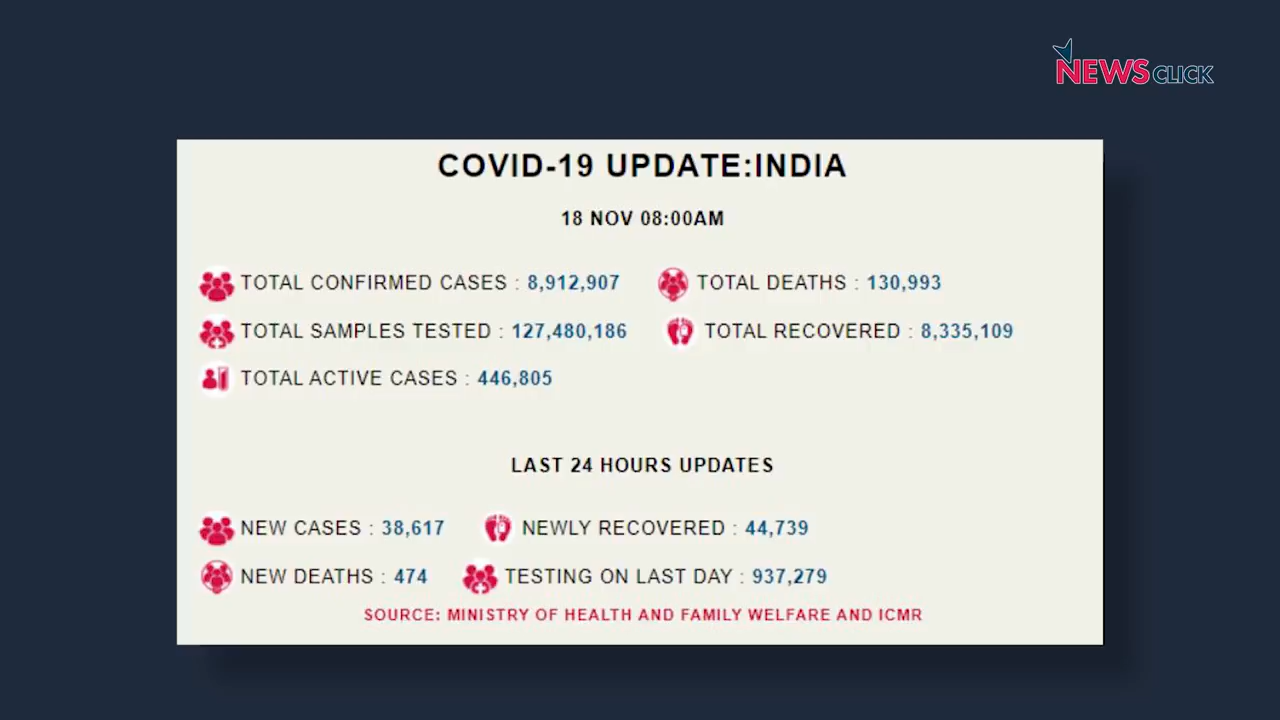 NEWSCLICK
COVID-19 UPDATE:INDIA
18 NOV 08:00AM
TOTAL CONFIRMED CASES : 8,912,907 TOTAL DEATHS : 130,993
TOTAL SAMPLES TESTED : 127,480,186 TOTAL RECOVERED : 8,335,109
TOTAL ACTIVE CASES : 446,805
LAST 24 HOURS UPDATES
NEW CASES : 38,617 NEWLY RECOVERED : 44,739
NEW DEATHS : 474 TESTING ON LAST DAY : 937,279
SOURCE: MINISTRY OF HEALTH AND FAMILY WELFARE AND ICMR